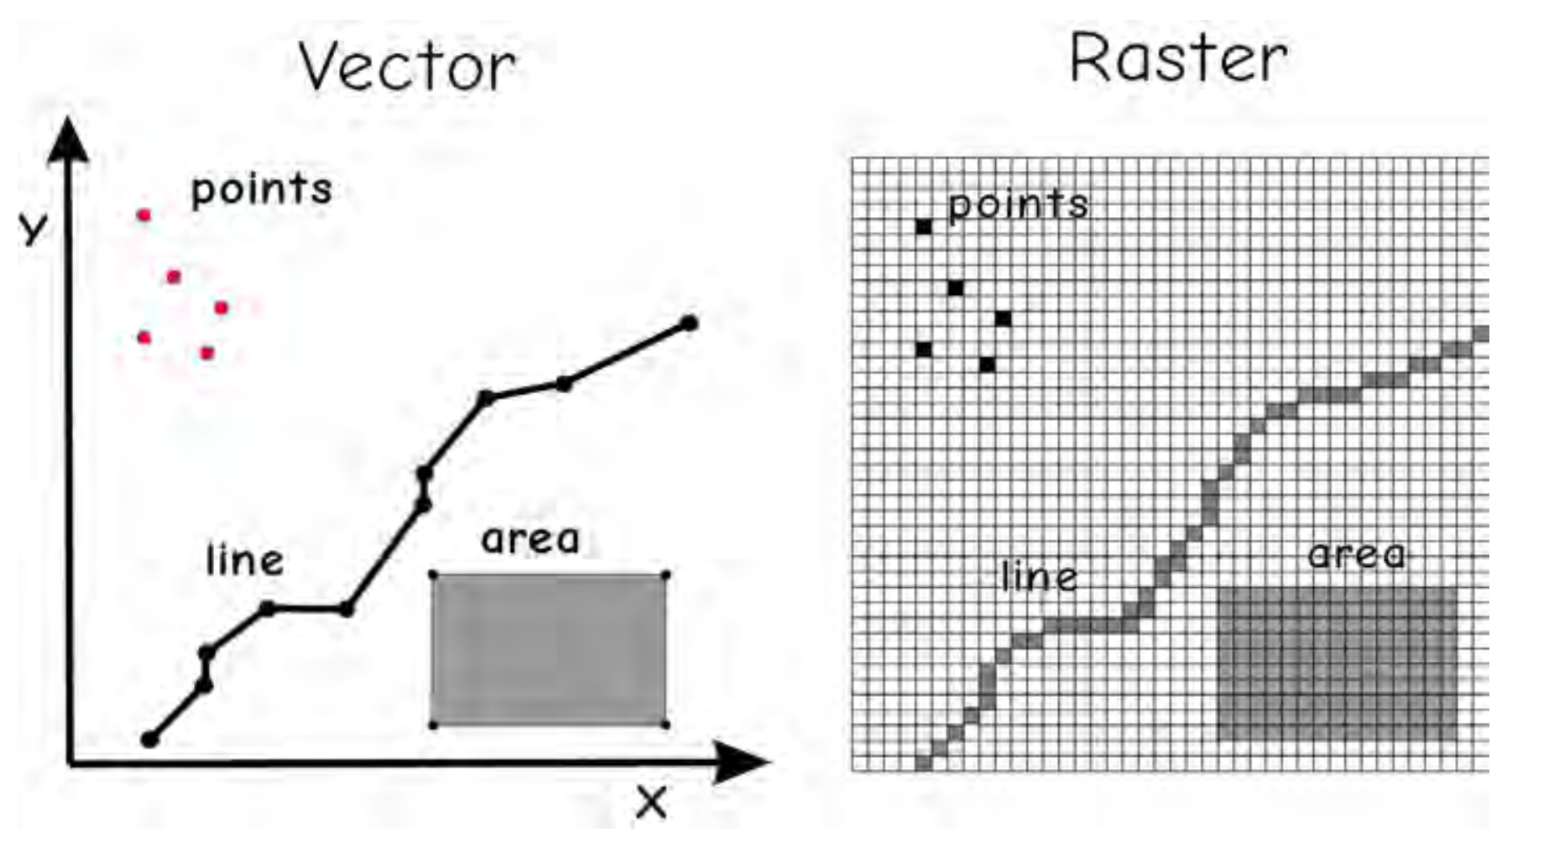 Vector
Y
points
line
area
X
Raster
points
line
area